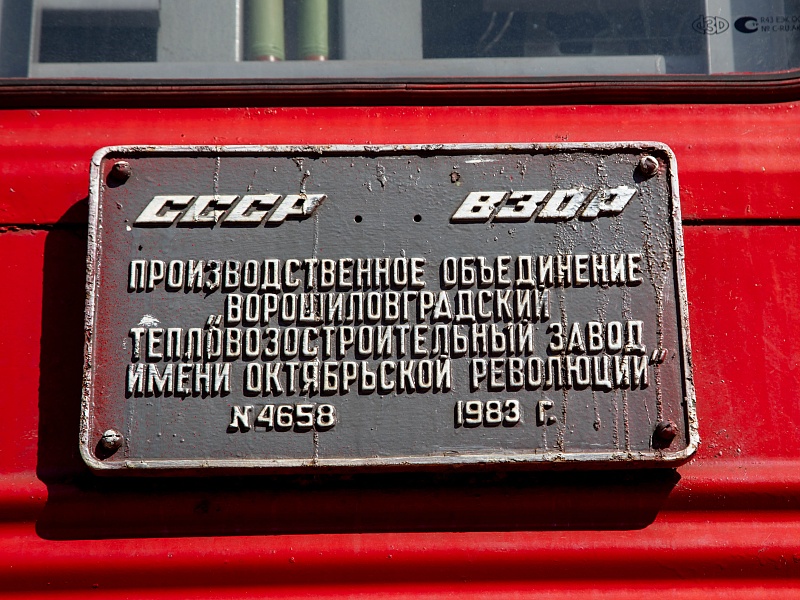 СССР ВЗОР
ПРОИЗВОДСТВЕННОЕ ОБЪЕДИНЕНИЕ
„ВОРОШИЛОВГРАДСКИЙ
ТЕПЛОВОЗОСТРОИТЕЛЬНЫЙ ЗАВОД
ИМЕНИ ОКТЯБРЬСКОЙ РЕВОЛЮЦИИ"
№4658 1983 Г.